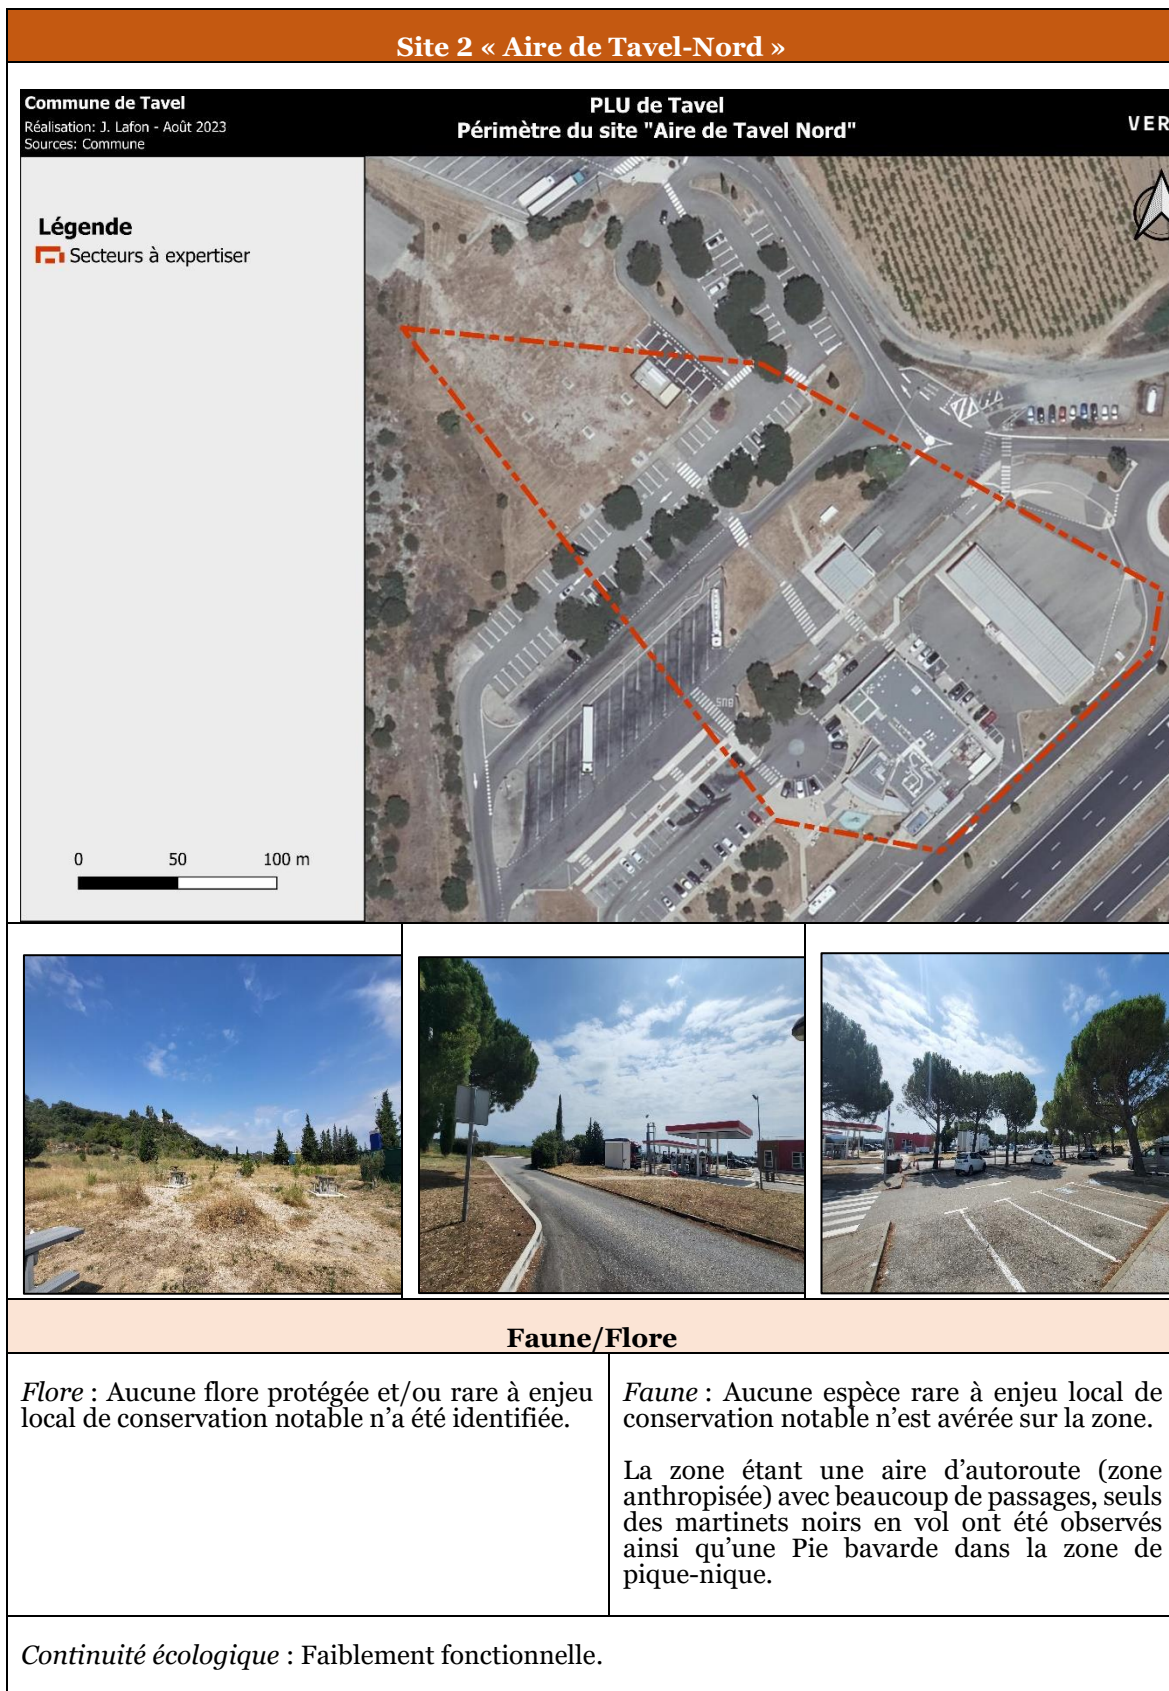 Site 2 « Aire de Tavel-Nord »
Commune de Tavel
Réalisation: J. Lafon - Août 2023
Sources: Commune
PLU de Tavel
Périmètre du site "Aire de Tavel Nord"
VER
Légende
Secteurs à expertiser
0 50 100 m
BUS
Faune/Flore
Flore : Aucune flore protégée et/ou rare à enjeu
local de conservation notable n’a été identifiée.
Faune : Aucune espèce rare à enjeu local de
conservation notable n’est avérée sur la zone.
La zone étant une aire d’autoroute (zone
anthropisée) avec beaucoup de passages, seuls
des martinets noirs en vol ont été observés
ainsi qu’une Pie bavarde dans la zone de
pique-nique.
Continuité écologique : Faiblement fonctionnelle.